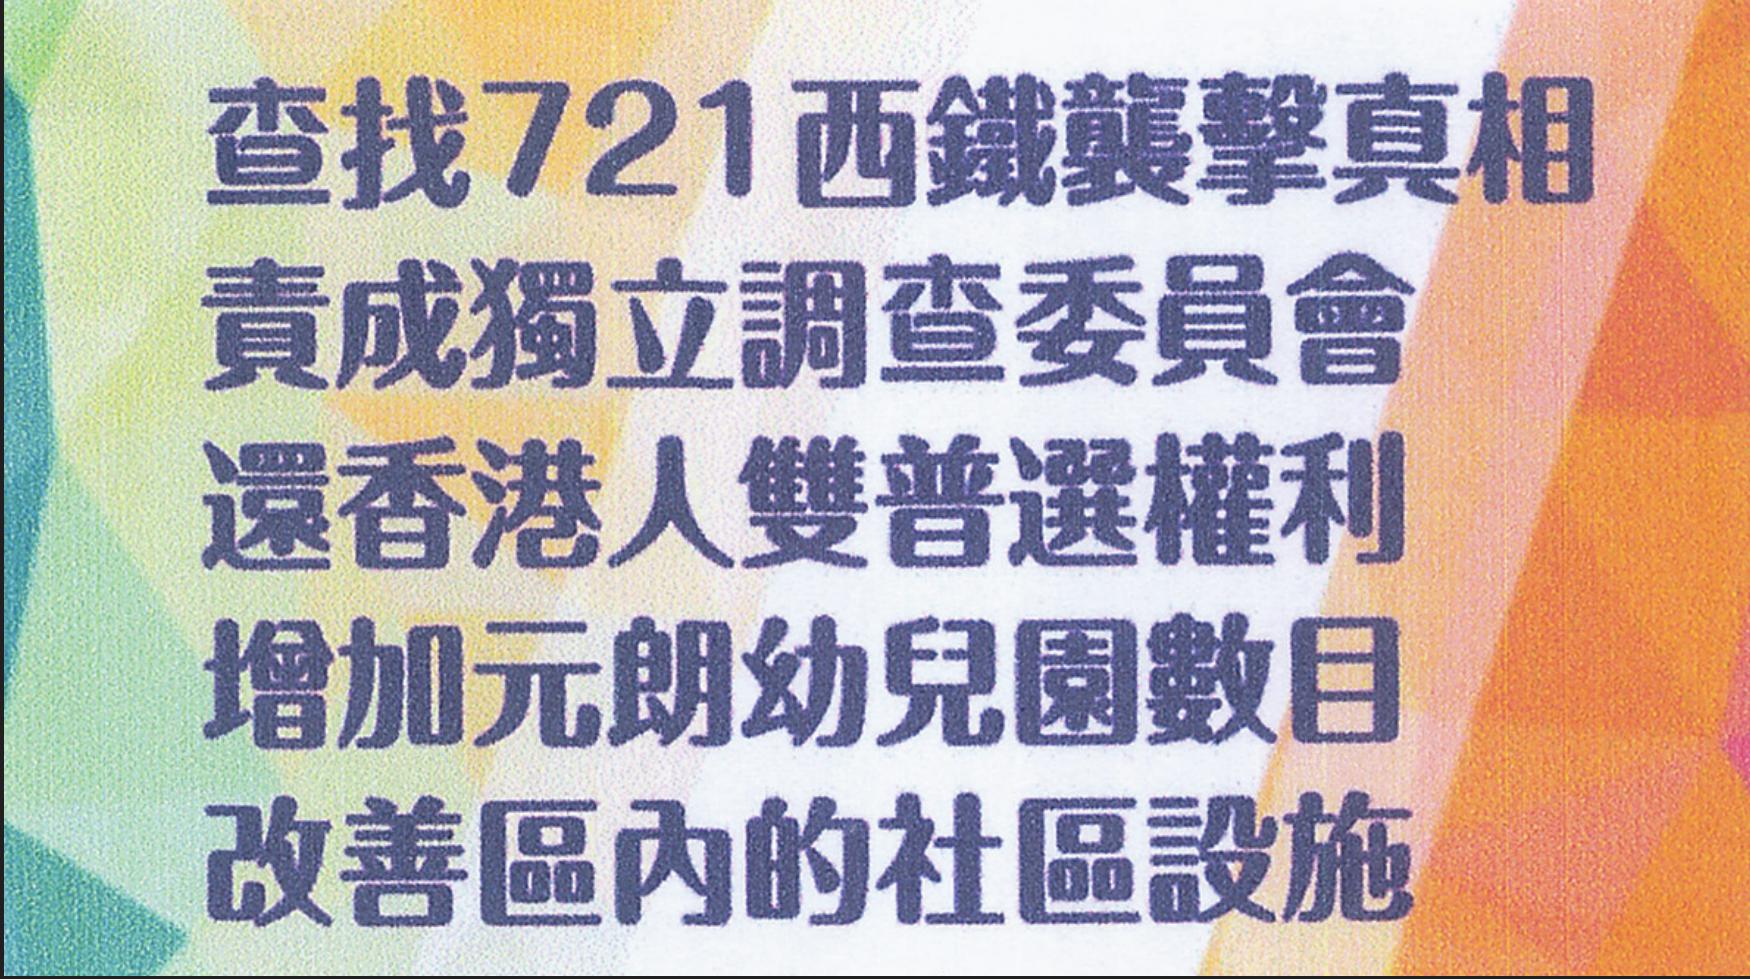 查找721西鐵襲擊真相
責成獨立調查委員會
還香港人雙普選權利
增加元朗幼兒園數目
改善區內的社區設施